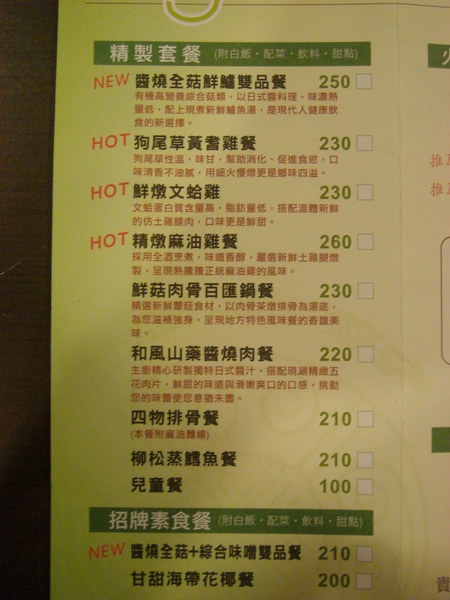 精製套餐 (附白飯·配菜·飲料·甜點)
NEW 醬燒全菇鮮鱸雙品餐 250
有機高營養綜合菇類，以日式醬料理，味濃熱
量低，配上現煮新鮮鱸魚湯，是現代人健康飲
食的新選擇。
HOT 狗尾草黃耆雞餐 230
狗尾草性溫，味甘，幫助消化、促進食慾，口
味清香不油膩，用細火慢燉更是鄉味四溢。
HOT 鮮燉文蛤雞 230
文蛤蛋白質含量高，脂肪量低，搭配溫體新鮮
的仿土雞腿肉，口味更是鮮甜。
HOT 精燉麻油雞餐 260
採用全酒烹煮，味道香醇，嚴選新鮮土雞腿燉
製，呈現熱騰騰正統麻油雞的風味。
鮮菇肉骨百匯鍋餐 230
精選新鮮蕈菇食材，以肉骨茶燉排骨為湯底，
為您滋補強身，呈現地方特色風味餐的香馥美
味。
和風山藥醬燒肉餐 220
主廚精心研製獨特日式醬汁，搭配現涮精緻五
花肉片，鮮甜的味道與滑嫩爽口的口感，挑動
您的味蕾使您意猶未盡。
四物排骨餐 210
(本餐附麻油麵線)
柳松蒸鱈魚餐 210
兒童餐 100
招牌素食餐 (附白飯·配菜·飲料·甜點)
NEW 醬燒全菇+綜合味噌雙品餐 210
甘甜海帶花椰餐 200
推
推
貴